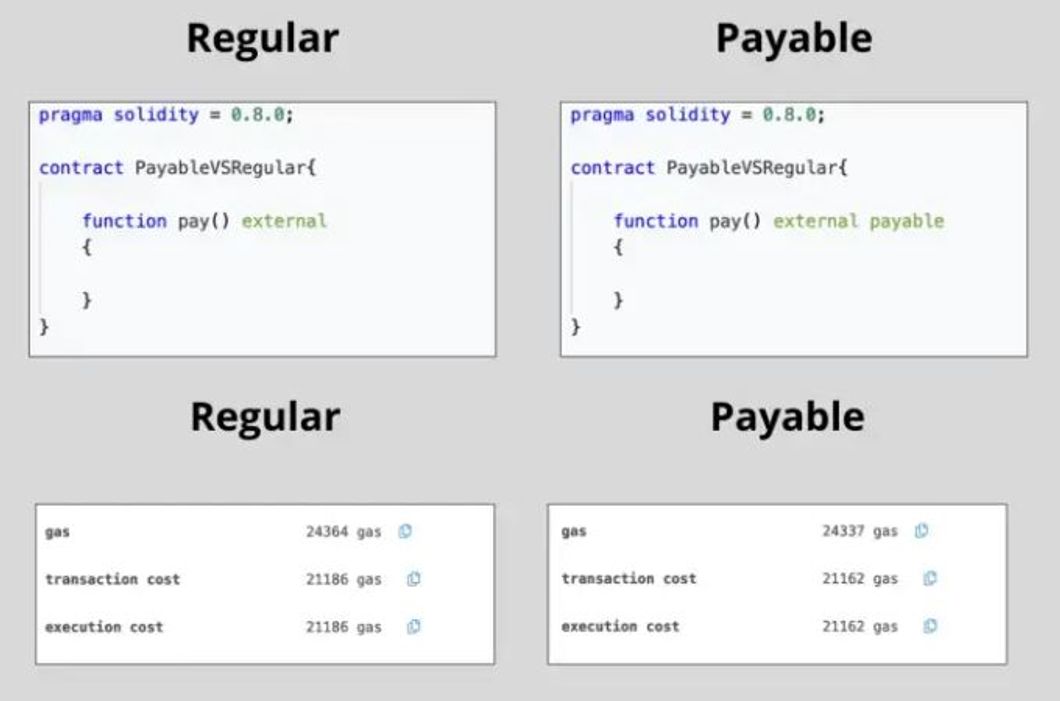 Regular
Payable
pragma solidity = 0.8.0;
contract PayableVSRegular{
function pay() external
{
}
}
pragma solidity = 0.8.0;
contract PayableVSRegular{
function pay() external payable
{
}
}
Regular
Payable
gas 24364 gas
transaction cost 21186 gas
execution cost 21186 gas
gas 24337 gas
transaction cost 21162 gas
execution cost 21162 gas